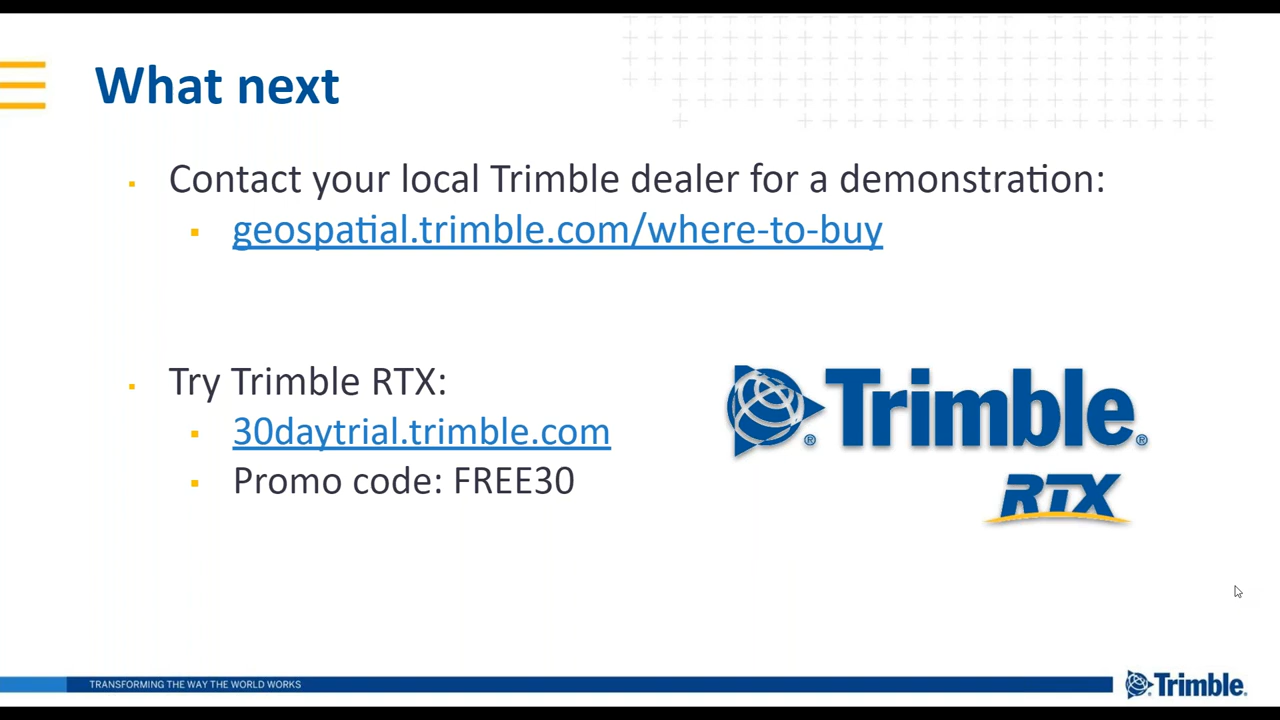 What next
Contact your local Trimble dealer for a demonstration:
geospatial.trimble.com/where-to-buy
Try Trimble RTX:
30daytrial.trimble.com
Promo code: FREE30
Trimble®
RTX
TRANSFORMING THE WAY THE WORLD WORKS
Trimble®